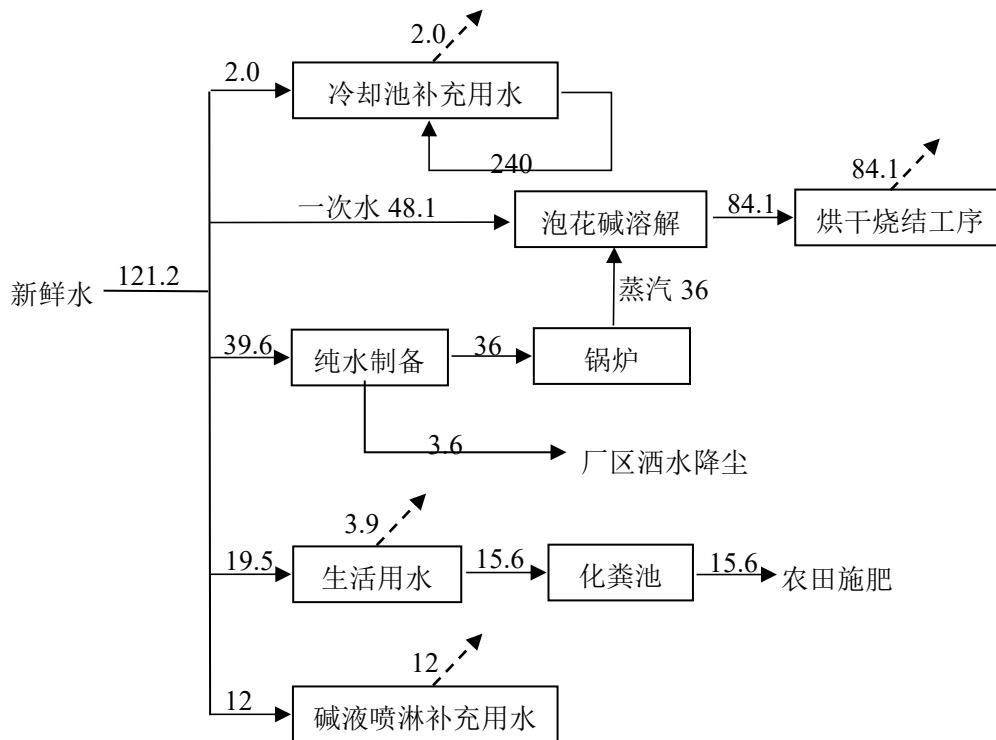 2.0
2.0
冷却池补充用水
240
84.1
一次水 48.1
泡花碱溶解
84.1
烘干烧结工序
新鲜水
121.2
蒸汽 36
39.6
纯水制备
36
锅炉
3.6
厂区洒水降尘
3.9
19.5
生活用水
15.6
化粪池
15.6
农田施肥
12
12
碱液喷淋补充用水